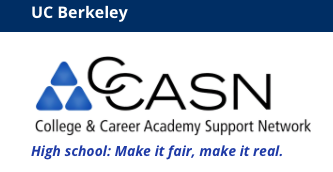 UC Berkeley
CCASN
College & Career Academy Support Network
High school: Make it fair, make it real.